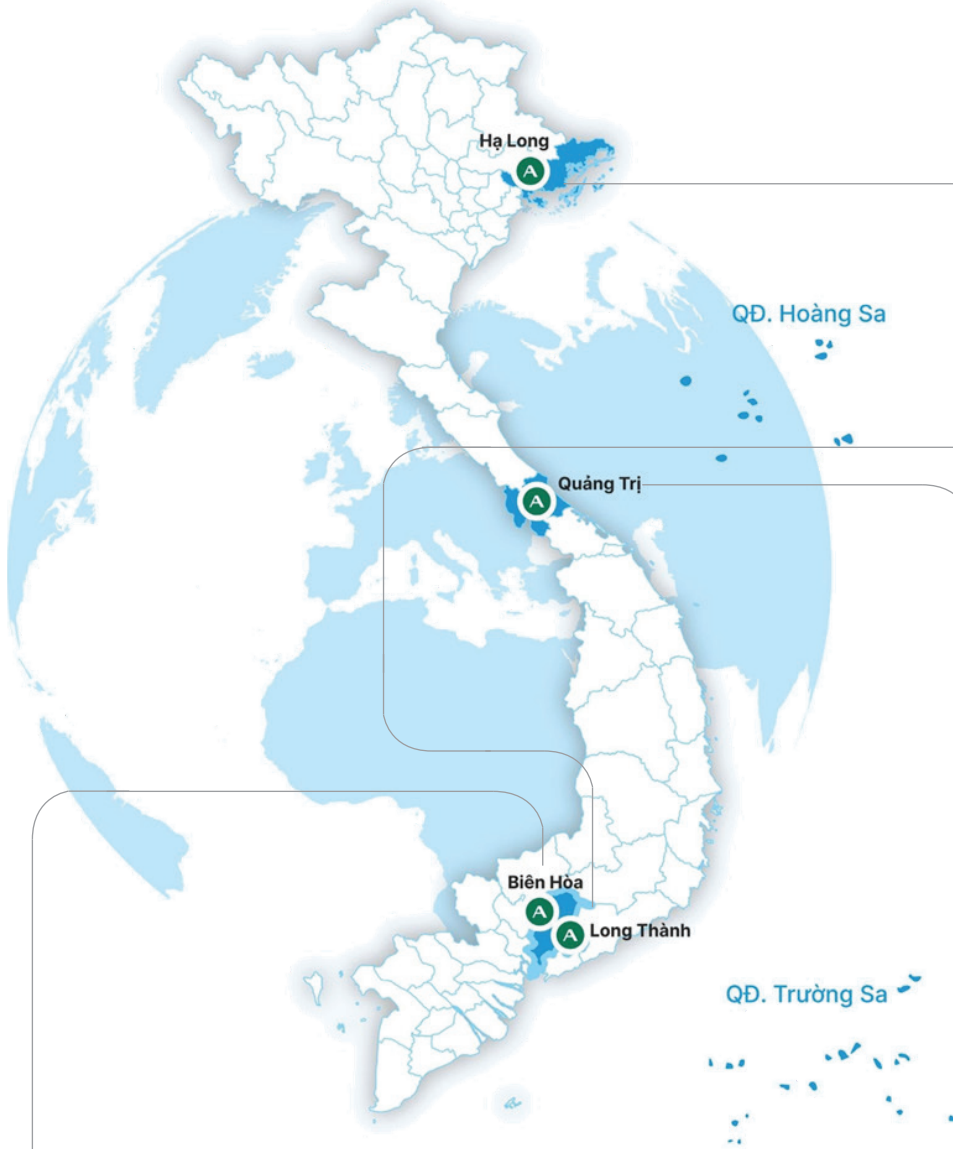 Hạ Long
A
QĐ. Hoàng Sa
Quảng Trị
A
Biên Hòa
A
A
Long Thành
QĐ. Trường Sa